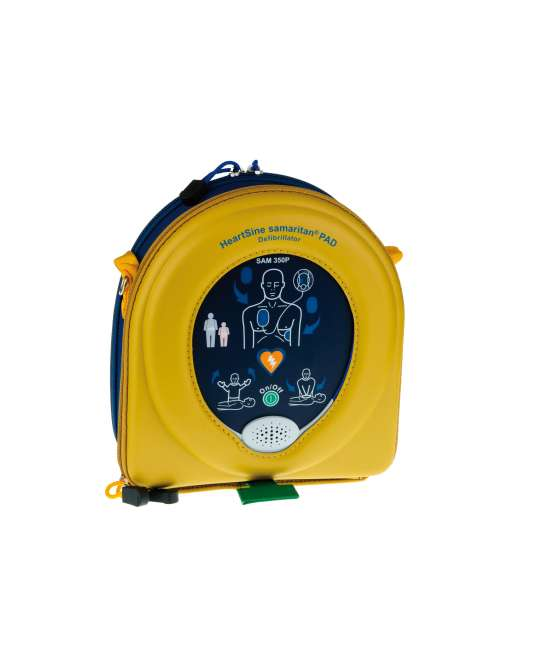 HeartSine samaritan® PAD
Defibrillator
SAM 350P
On/Off